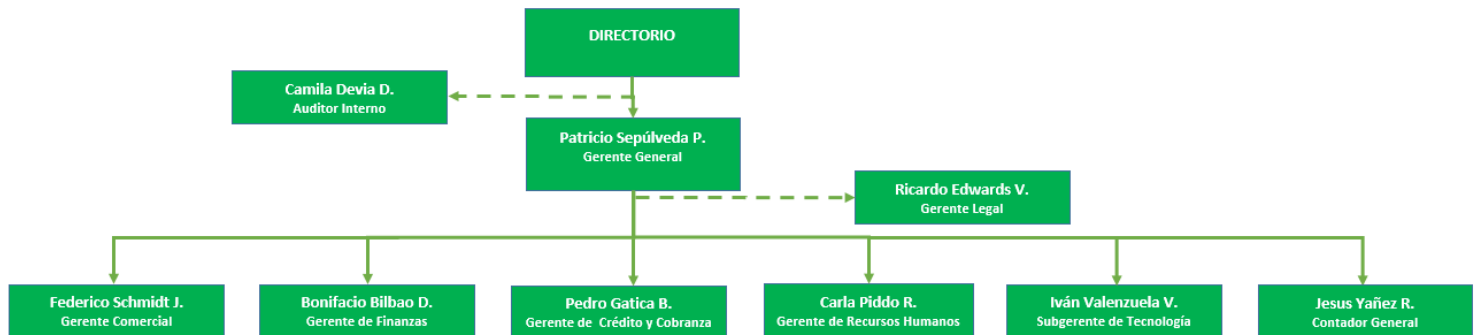 DIRECTORIO
Camila Devia D.
Auditor Interno
Patricio Sepúlveda P.
Gerente General
Ricardo Edwards V.
Gerente Legal
Federico Schmidt J.
Gerente Comercial
Bonifacio Bilbao D.
Gerente de Finanzas
Pedro Gatica B.
Gerente de Crédito y Cobranza
Carla Piddo R.
Gerente de Recursos Humanos
Iván Valenzuela V.
Subgerente de Tecnología
Jesus Yañez R.
Contador General